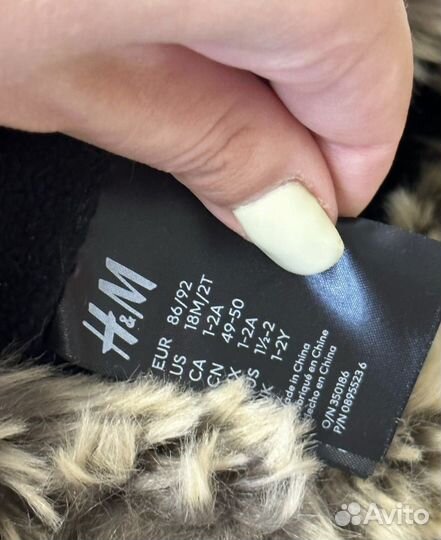 H&M
EUR 86/92
US 18M/2T
CA 1-2A
CN 49-50
1-2A
1½-2
1-2Y
Made in China
Fabriqué en Chine
Hecho en China
O/N 350186
P/N 0895523 6
Avito